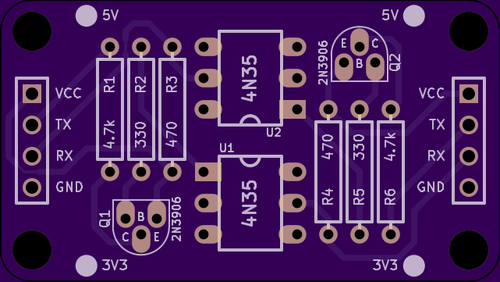 5V
5V
VCC
TX
RX
GND
R1
4.7k
R2
330
R3
470
4N35
U2
2N3906
E
C
B
Q2
VCC
TX
RX
GND
U1
4N35
470
R4
330
R5
4.7k
R6
Q1
B
C
E
2N3906
3V3
3V3